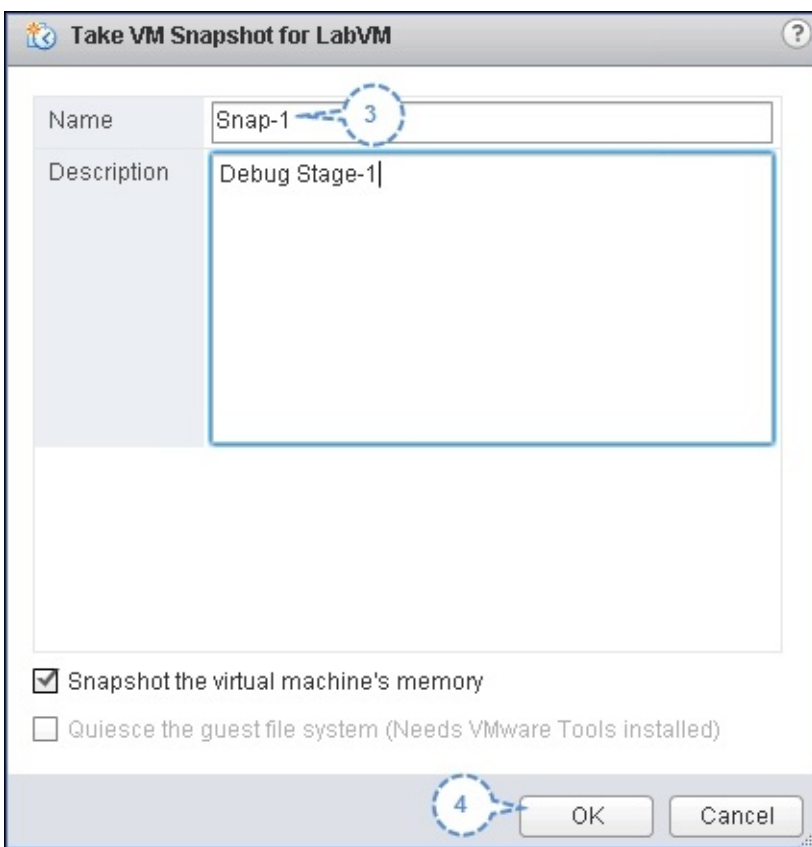 Take VM Snapshot for LabVM
?
Name
Snap-1
3
Description
Debug Stage-1
Snapshot the virtual machine's memory
Quiesce the guest file system (Needs VMware Tools installed)
4
OK
Cancel